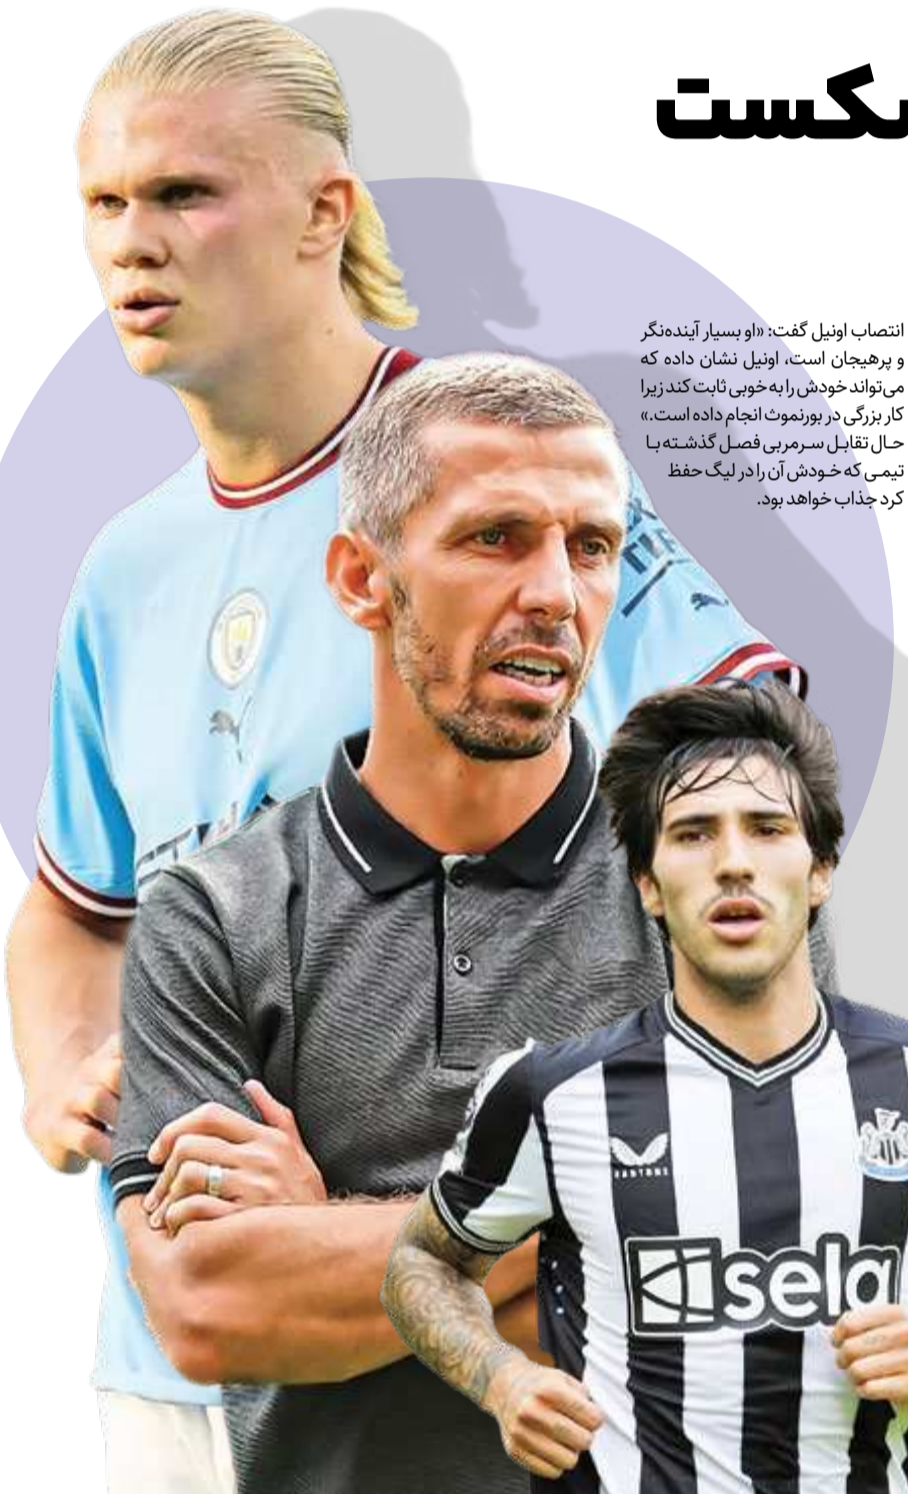 کست
انتصاب اونیل گفت: «او بسیار آینده‌نگر
و پرهیجان است، اونیل نشان داده که
می‌تواند خودش را به‌خوبی ثابت کند زیرا
کار بزرگی در بورنموث انجام داده است.»
حال تقابل سرمربی فصل گذشته با
تیمی که خودش آن را در لیگ حفظ
کرد جذاب خواهد بود.
CASTORE
sela